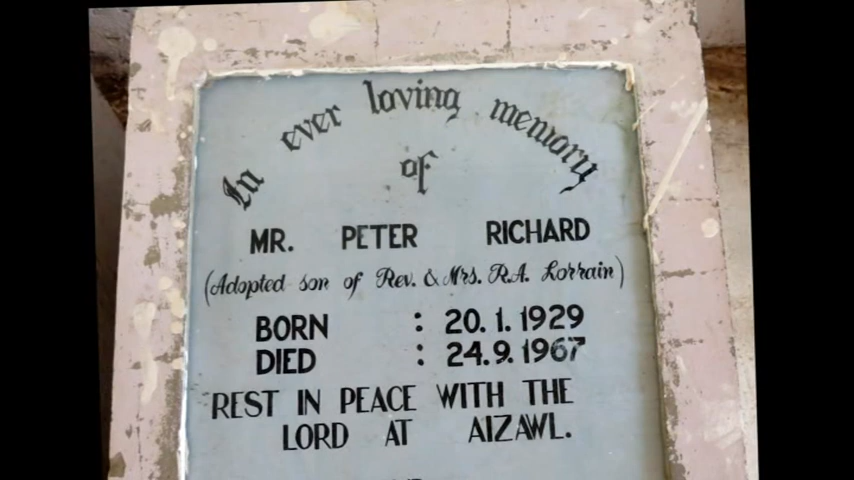 In ever loving memory
of
MR. PETER RICHARD
(Adopted son of Rev. & Mrs. R.A. Lorrain)
BORN : 20.1.1929
DIED : 24.9.1967
REST IN PEACE WITH THE
LORD AT AIZAWL.